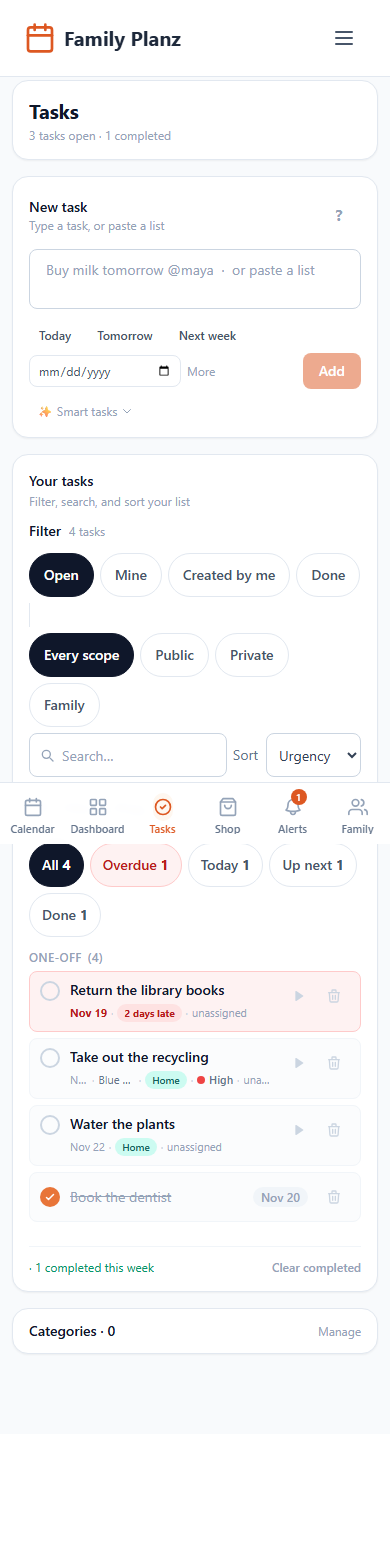 Family Planz
Tasks
3 tasks open · 1 completed
New task
Type a task, or paste a list
?
Buy milk tomorrow @maya · or paste a list
Today Tomorrow Next week
mm/dd/yyyy More Add
✨ Smart tasks
Your tasks
Filter, search, and sort your list
Filter 4 tasks
Open Mine Created by me Done
Every scope Public Private
Family
Search... Sort Urgency
1
Calendar Dashboard Tasks Shop Alerts Family
All 4 Overdue 1 Today 1 Up next 1
Done 1
ONE-OFF (4)
Return the library books
Nov 19 · 2 days late · unassigned
Take out the recycling
N... · Blue ... · Home · High · una...
Water the plants
Nov 22 · Home · unassigned
Book the dentist Nov 20
· 1 completed this week Clear completed
Categories · 0 Manage